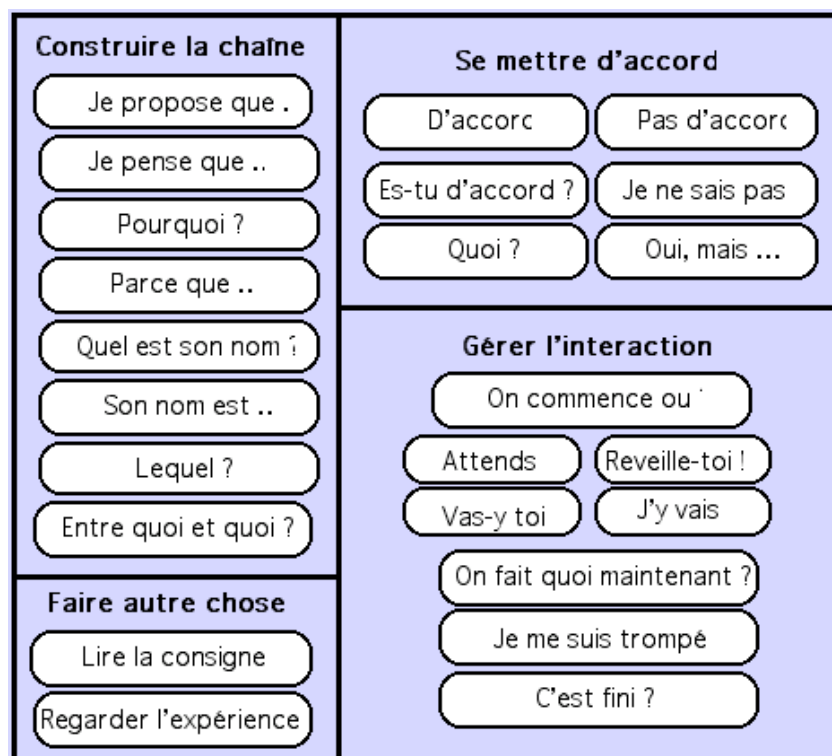 Construire la chaîne
Je propose que .
Je pense que ..
Pourquoi ?
Parce que ..
Quel est son nom ?
Son nom est ..
Lequel ?
Entre quoi et quoi ?
Faire autre chose
Lire la consigne
Regarder l'expérience
Se mettre d'accord
D'accord
Pas d'accord
Es-tu d'accord ?
Je ne sais pas
Quoi ?
Oui, mais ...
Gérer l'interaction
On commence ou
Attends
Reveille-toi !
Vas-y toi
J'y vais
On fait quoi maintenant ?
Je me suis trompé
C'est fini ?